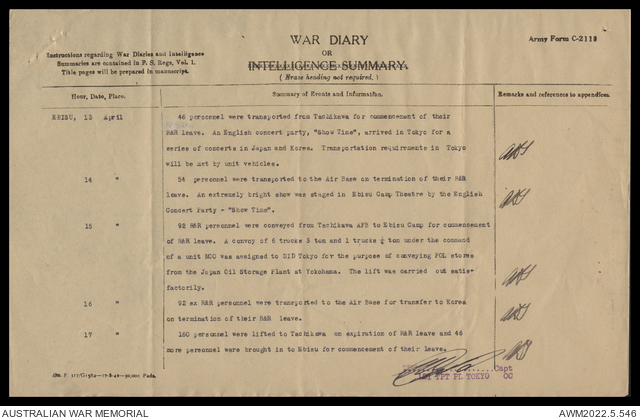 WAR DIARY
OR
INTELLIGENCE SUMMARY.
(Erase heading not required.)
Army Form C-2118
Instructions regarding War Diaries and Intelligence
Summaries are contained in F. S. Regs, Vol. 1.
Title pages will be prepared in manuscript.
Hour, Date, Place.
Summary of Events and Information.
Remarks and references to appendices.
EBISU, 13 April
46 personnel were transported from Tachikawa for commencement of their
R&R leave. An English concert party, "Show Time", arrived in Tokyo for a
series of concerts in Japan and Korea. Transportation requirements in Tokyo
will be met by unit vehicles.
14 "
54 personnel were transported to the Air Base on termination of their R&R
leave. An extremely bright show was staged in Ebisu Camp Theatre by the English
Concert Party - "Show Time".
15 "
92 R&R personnel were conveyed from Tachikawa AFB to Ebisu Camp for commencement
of R&R leave. A convoy of 6 trucks 3 ton and 1 trucks ¼ ton under the command
of a unit NCO was assigned to DID Tokyo for the purpose of conveying POL stores
from the Japan Oil Storage Plant at Yokohama. The lift was carried out satis-
factorily.
16 "
92 ex R&R personnel were transported to the Air Base for transfer to Korea
on termination of their R&R leave.
17 "
160 personnel were lifted to Tachikawa on expiration of R&R leave and 46
more personnel were brought in to Ebisu for commencement of their leave.
Capt
TPT PL TOKYO OC
AUSTRALIAN WAR MEMORIAL
AWM2022.5.546